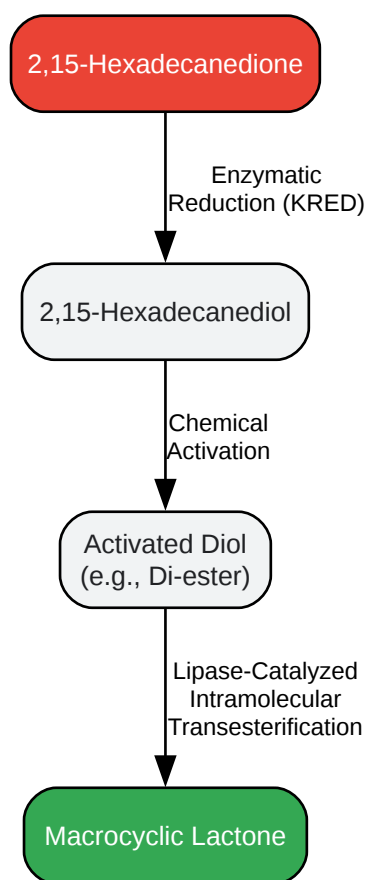 2,15-Hexadecanedione
Enzymatic
Reduction (KRED)
2,15-Hexadecanediol
Chemical
Activation
Activated Diol
(e.g., Di-ester)
Lipase-Catalyzed
Intramolecular
Transesterification
Macrocyclic Lactone